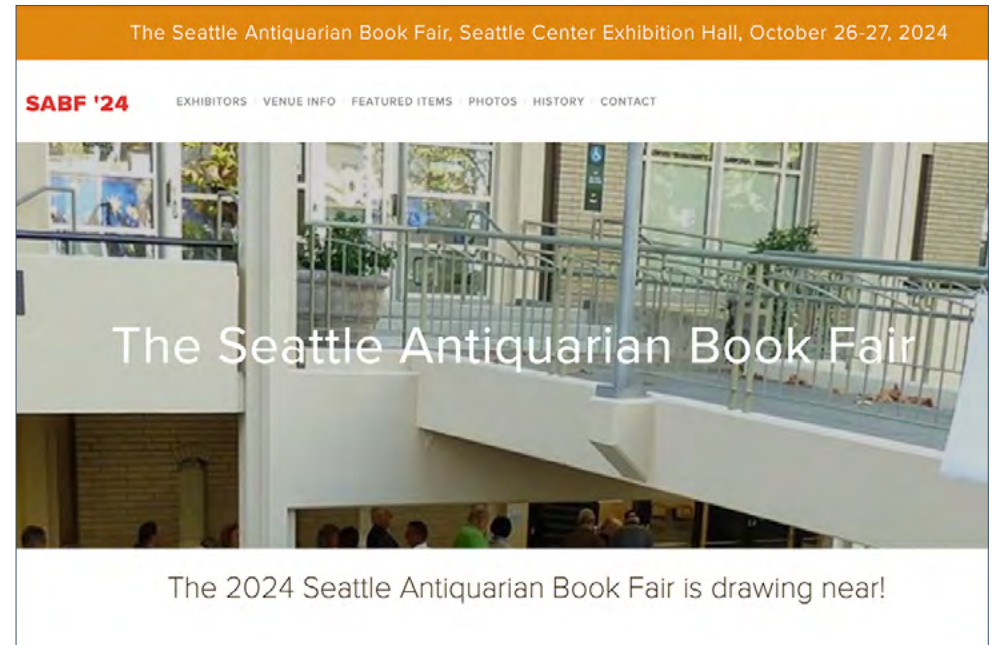 The Seattle Antiquarian Book Fair, Seattle Center Exhibition Hall, October 26-27, 2024
SABF '24 EXHIBITORS / VENUE INFO / FEATURED ITEMS / PHOTOS / HISTORY / CONTACT
The Seattle Antiquarian Book Fair
The 2024 Seattle Antiquarian Book Fair is drawing near!